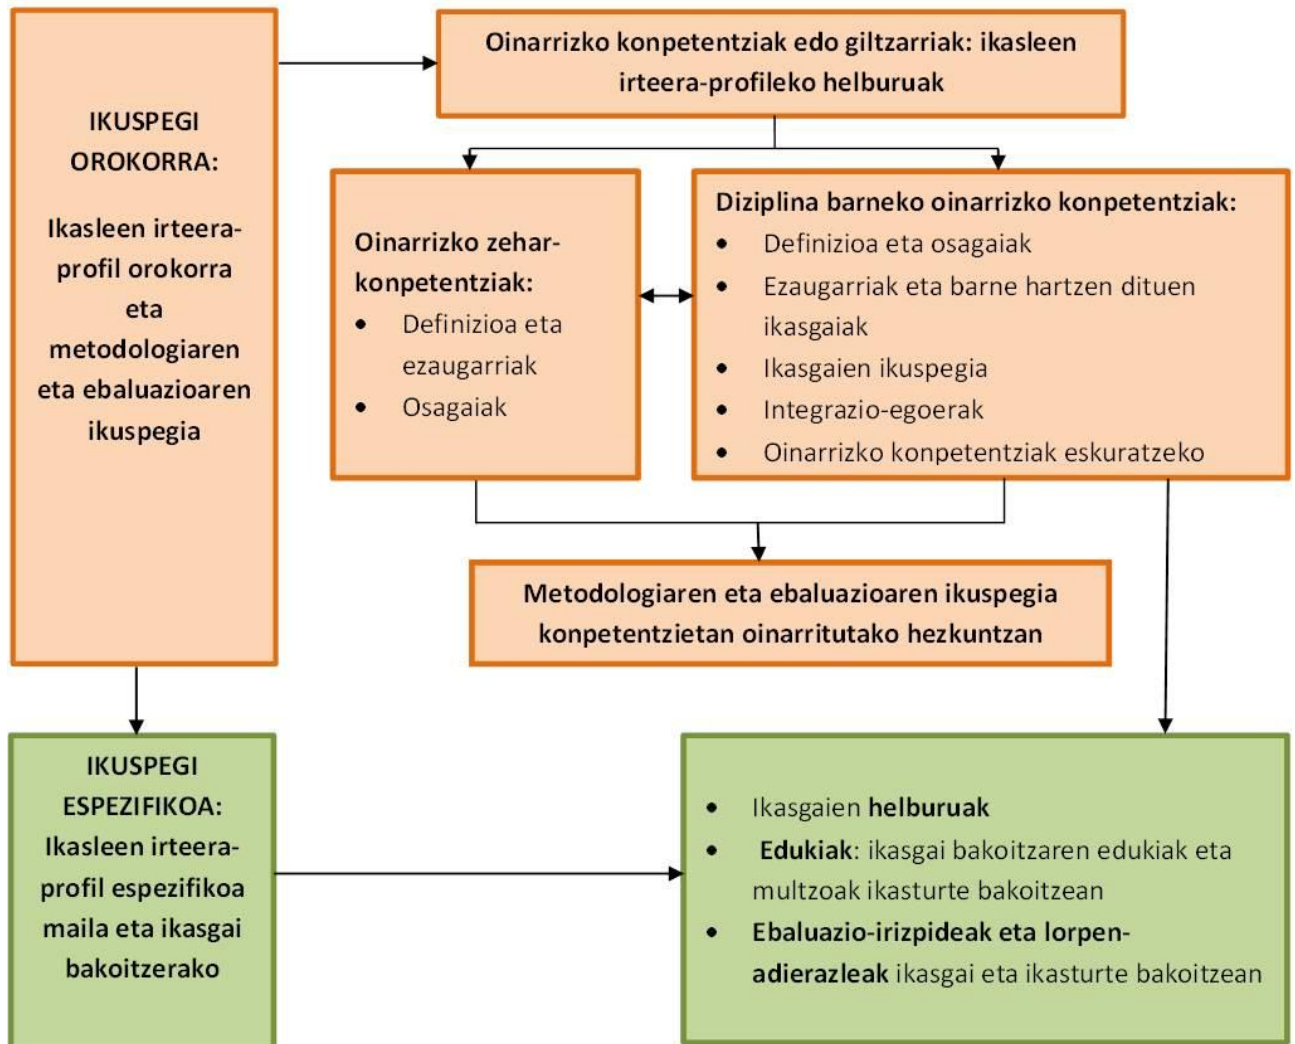 IKUSPEGI
OROKORRA:
Ikasleen irteera-
profil orokorra
eta
metodologiaren
eta ebaluazioaren
ikuspegia
Oinarrizko konpetentziak edo giltzarriak: ikasleen
irteera-profileko helburuak
Oinarrizko zehar-
konpetentziak:
• Definizioa eta
ezaugarriak
• Osagaiak
Diziplina barneko oinarrizko konpetentziak:
• Definizioa eta osagaiak
• Ezaugarriak eta barne hartzen dituen
ikasgaiak
• Ikasgaien ikuspegia
• Integrazio-egoerak
• Oinarrizko konpetentziak eskuratzeko
Metodologiaren eta ebaluazioaren ikuspegia
konpetentzietan oinarritutako hezkuntzan
IKUSPEGI
ESPEZIFIKOA:
Ikasleen irteera-
profil espezifikoa
maila eta ikasgai
bakoitzerako
• Ikasgaien helburuak
• Edukiak: ikasgai bakoitzaren edukiak eta
multzoak ikasturte bakoitzean
• Ebaluazio-irizpideak eta lorpen-
adierazleak ikasgai eta ikasturte bakoitzean